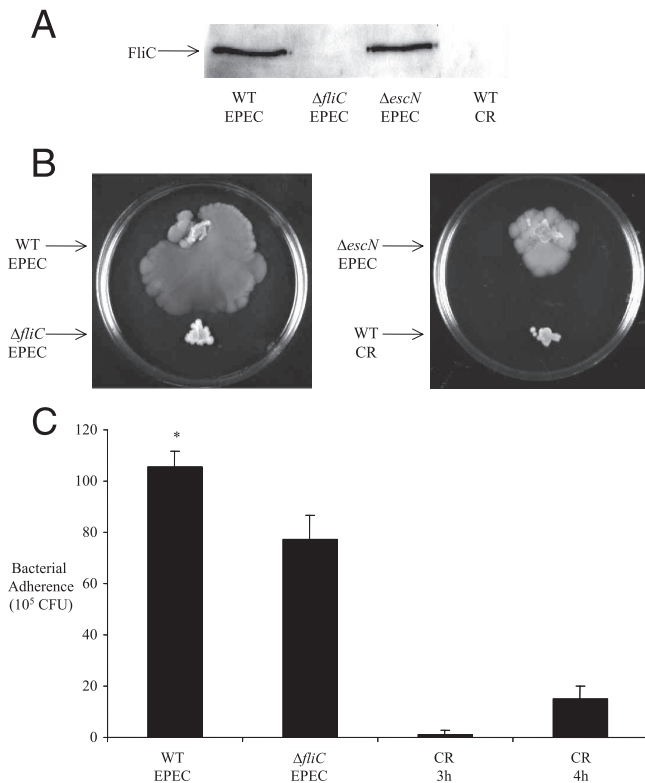 A
FliC
WT
EPEC
ΔfliC
EPEC
ΔescN
EPEC
WT
CR
B
WT
EPEC
ΔfliC
EPEC
ΔescN
EPEC
WT
CR
C
120
100
80
60
40
20
0
Bacterial
Adherence
(10⁵ CFU)
*
WT
EPEC
ΔfliC
EPEC
CR
3h
CR
4h